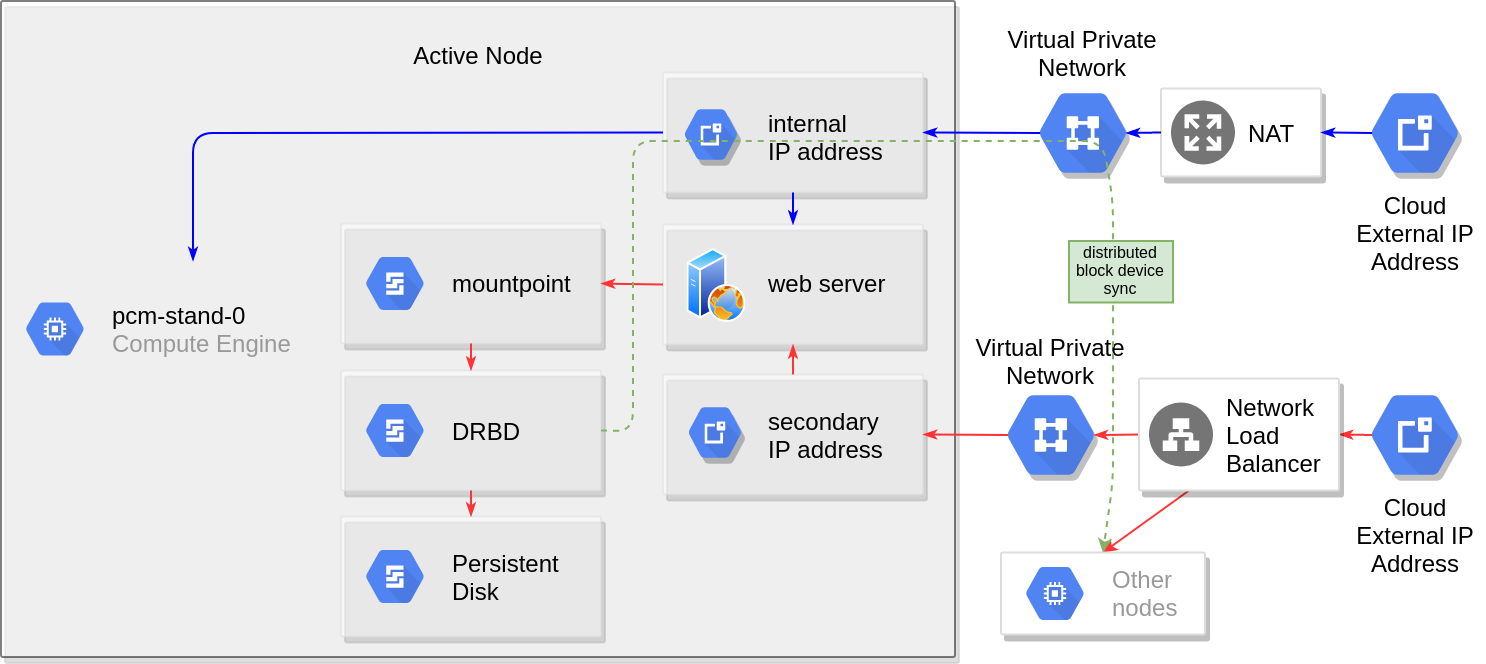 Active Node
Virtual Private
Network
internal
IP address
NAT
Cloud
External IP
Address
distributed
block device
sync
mountpoint
web server
pcm-stand-0
Compute Engine
Virtual Private
Network
DRBD
secondary
IP address
Network
Load
Balancer
Cloud
External IP
Address
Persistent
Disk
Other
nodes